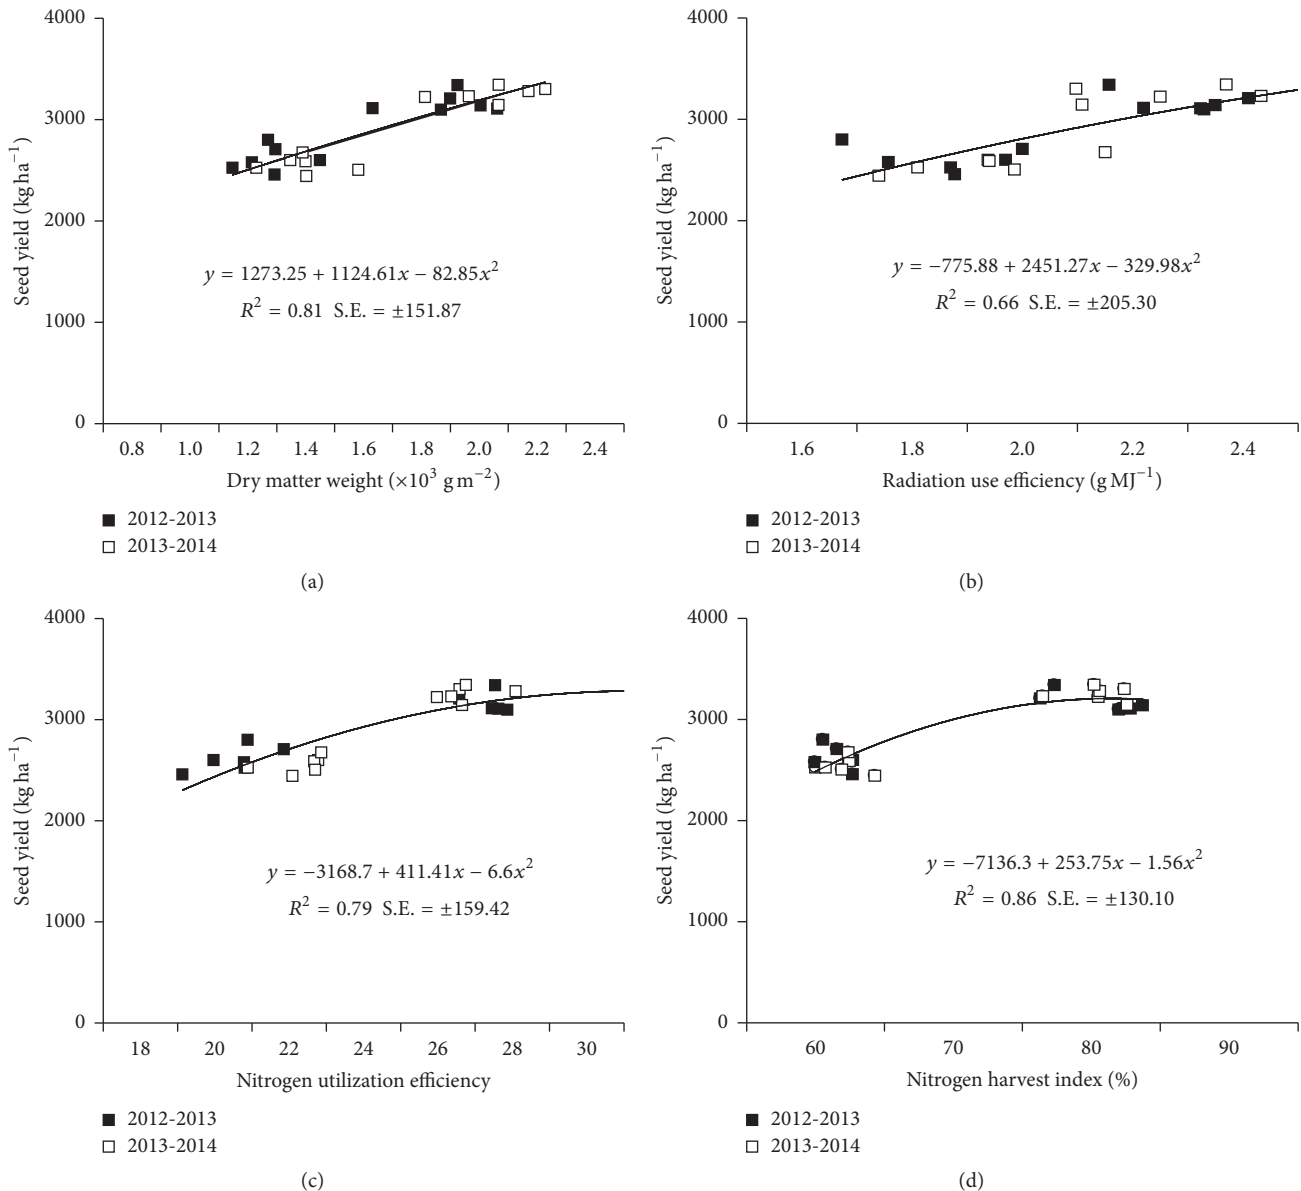 4000
3000
2000
1000
0
Seed yield (kg ha⁻¹)
y = 1273.25 + 1124.61x − 82.85x²
R² = 0.81 S.E. = ±151.87
0.8 1.0 1.2 1.4 1.6 1.8 2.0 2.2 2.4
Dry matter weight (×10³ g m⁻²)
2012-2013
2013-2014
(a)
4000
3000
2000
1000
0
Seed yield (kg ha⁻¹)
y = −775.88 + 2451.27x − 329.98x²
R² = 0.66 S.E. = ±205.30
1.6 1.8 2.0 2.2 2.4
Radiation use efficiency (g MJ⁻¹)
2012-2013
2013-2014
(b)
4000
3000
2000
1000
0
Seed yield (kg ha⁻¹)
y = −3168.7 + 411.41x − 6.6x²
R² = 0.79 S.E. = ±159.42
18 20 22 24 26 28 30
Nitrogen utilization efficiency
2012-2013
2013-2014
(c)
4000
3000
2000
1000
0
Seed yield (kg ha⁻¹)
y = −7136.3 + 253.75x − 1.56x²
R² = 0.86 S.E. = ±130.10
60 70 80 90
Nitrogen harvest index (%)
2012-2013
2013-2014
(d)